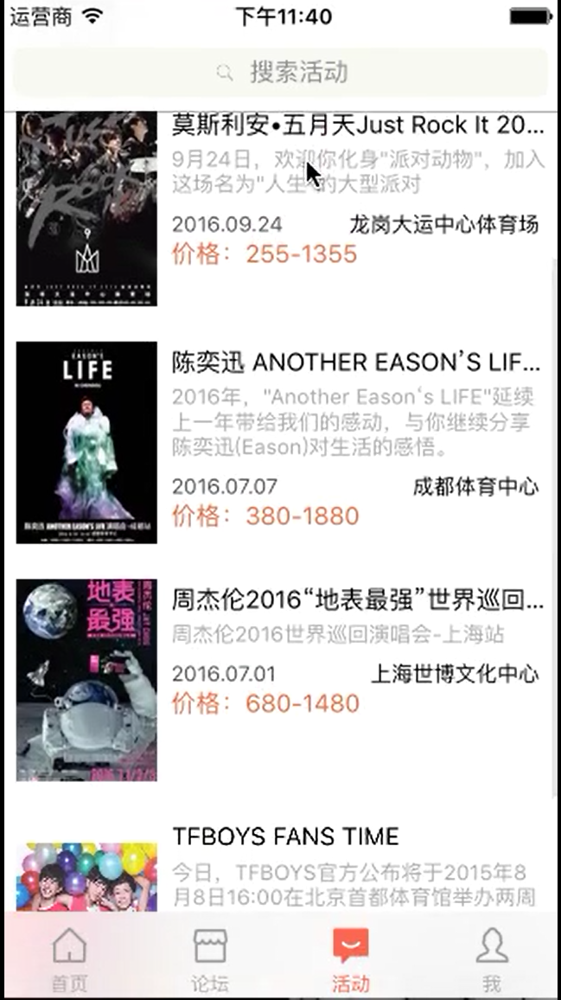 运营商
下午11:40
搜索活动
莫斯利安•五月天Just Rock It 20...
9月24日，欢迎你化身"派对动物"，加入
这场名为"人生"的大型派对
2016.09.24
龙岗大运中心体育场
价格：255-1355
EASON'S
LIFE
陈奕迅 ANOTHER EASON’S LIF...
2016年，"Another Eason‘s LIFE"延续
上一年带给我们的感动，与你继续分享
陈奕迅(Eason)对生活的感悟。
2016.07.07
成都体育中心
价格：380-1880
地表
最强
周杰伦
周杰伦2016“地表最强”世界巡回...
周杰伦2016世界巡回演唱会-上海站
2016.07.01
上海世博文化中心
价格：680-1480
TFBOYS FANS TIME
今日，TFBOYS官方公布将于2015年8
月8日16:00在北京首都体育馆举办两周
首页
论坛
活动
我